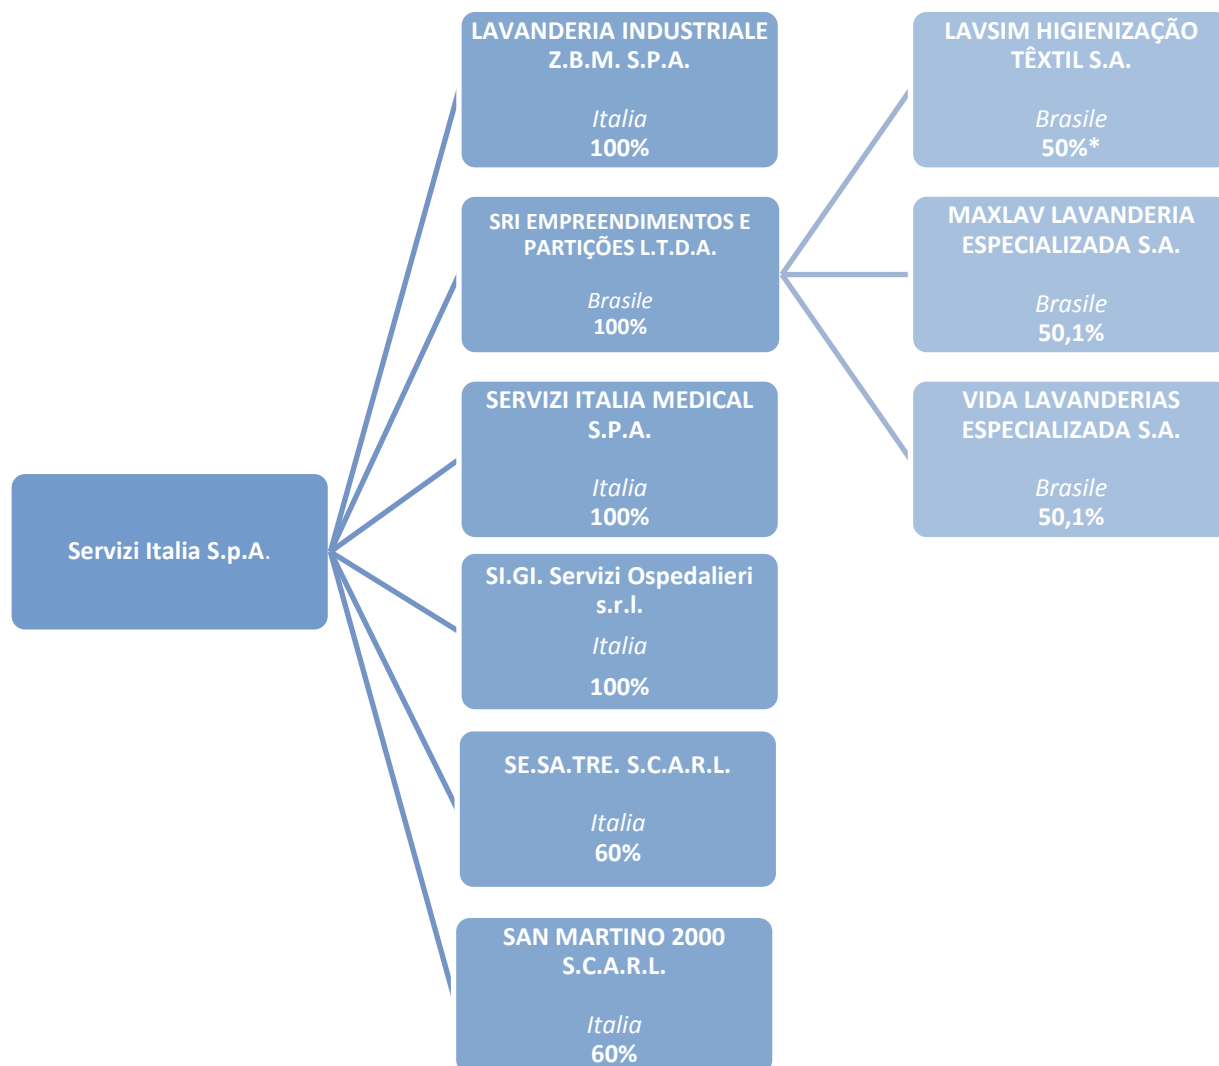 Servizi Italia S.p.A.
LAVANDERIA INDUSTRIALE
Z.B.M. S.P.A.
Italia
100%
SRI EMPREENDIMENTOS E
PARTIÇÕES L.T.D.A.
Brasile
100%
SERVIZI ITALIA MEDICAL
S.P.A.
Italia
100%
SI.GI. Servizi Ospedalieri
s.r.l.
Italia
100%
SE.SA.TRE. S.C.A.R.L.
Italia
60%
SAN MARTINO 2000
S.C.A.R.L.
Italia
60%
LAVSIM HIGIENIZAÇÃO
TÊXTIL S.A.
Brasile
50%*
MAXLAV LAVANDERIA
ESPECIALIZADA S.A.
Brasile
50,1%
VIDA LAVANDERIAS
ESPECIALIZADA S.A.
Brasile
50,1%